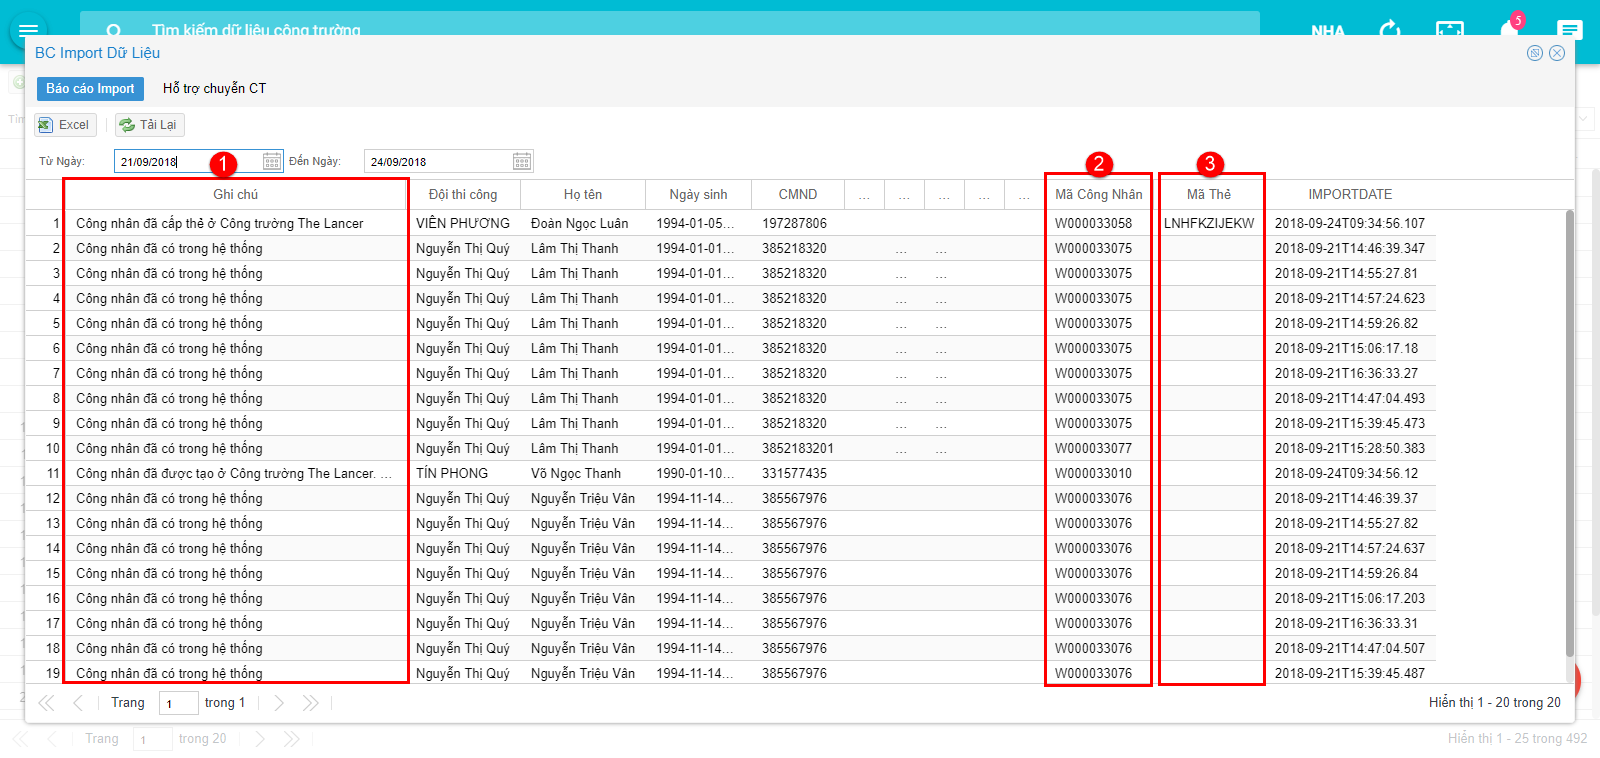 Tìm kiếm dữ liệu công trường
NHA
5
BC Import Dữ Liệu
Báo cáo Import Hỗ trợ chuyển CT
Excel Tải Lại
Từ Ngày: 21/09/2018 1 Đến Ngày: 24/09/2018 2 3
Ghi chú Đội thi công Họ tên Ngày sinh CMND ... ... ... ... ... Mã Công Nhân Mã Thẻ IMPORTDATE
1 Công nhân đã cấp thẻ ở Công trường The Lancer VIÊN PHƯƠNG Đoàn Ngọc Luân 1994-01-05... 197287806 W000033058 LNHFKZIJEKW 2018-09-24T09:34:56.107
2 Công nhân đã có trong hệ thống Nguyễn Thị Quý Lâm Thị Thanh 1994-01-01... 385218320 ... ... W000033075 2018-09-21T14:46:39.347
3 Công nhân đã có trong hệ thống Nguyễn Thị Quý Lâm Thị Thanh 1994-01-01... 385218320 ... ... W000033075 2018-09-21T14:55:27.81
4 Công nhân đã có trong hệ thống Nguyễn Thị Quý Lâm Thị Thanh 1994-01-01... 385218320 ... ... W000033075 2018-09-21T14:57:24.623
5 Công nhân đã có trong hệ thống Nguyễn Thị Quý Lâm Thị Thanh 1994-01-01... 385218320 ... ... W000033075 2018-09-21T14:59:26.82
6 Công nhân đã có trong hệ thống Nguyễn Thị Quý Lâm Thị Thanh 1994-01-01... 385218320 ... ... W000033075 2018-09-21T15:06:17.18
7 Công nhân đã có trong hệ thống Nguyễn Thị Quý Lâm Thị Thanh 1994-01-01... 385218320 ... ... W000033075 2018-09-21T16:36:33.27
8 Công nhân đã có trong hệ thống Nguyễn Thị Quý Lâm Thị Thanh 1994-01-01... 385218320 ... ... W000033075 2018-09-21T14:47:04.493
9 Công nhân đã có trong hệ thống Nguyễn Thị Quý Lâm Thị Thanh 1994-01-01... 385218320 ... ... W000033075 2018-09-21T15:39:45.473
10 Công nhân đã có trong hệ thống Nguyễn Thị Quý Lâm Thị Thanh 1994-01-01... 3852183201 W000033077 2018-09-21T15:28:50.383
11 Công nhân đã được tạo ở Công trường The Lancer. ... TÍN PHONG Võ Ngọc Thanh 1990-01-10... 331577435 W000033010 2018-09-24T09:34:56.12
12 Công nhân đã có trong hệ thống Nguyễn Thị Quý Nguyễn Triệu Vân 1994-11-14... 385567976 W000033076 2018-09-21T14:46:39.37
13 Công nhân đã có trong hệ thống Nguyễn Thị Quý Nguyễn Triệu Vân 1994-11-14... 385567976 W000033076 2018-09-21T14:55:27.82
14 Công nhân đã có trong hệ thống Nguyễn Thị Quý Nguyễn Triệu Vân 1994-11-14... 385567976 W000033076 2018-09-21T14:57:24.637
15 Công nhân đã có trong hệ thống Nguyễn Thị Quý Nguyễn Triệu Vân 1994-11-14... 385567976 W000033076 2018-09-21T14:59:26.84
16 Công nhân đã có trong hệ thống Nguyễn Thị Quý Nguyễn Triệu Vân 1994-11-14... 385567976 W000033076 2018-09-21T15:06:17.203
17 Công nhân đã có trong hệ thống Nguyễn Thị Quý Nguyễn Triệu Vân 1994-11-14... 385567976 W000033076 2018-09-21T16:36:33.31
18 Công nhân đã có trong hệ thống Nguyễn Thị Quý Nguyễn Triệu Vân 1994-11-14... 385567976 W000033076 2018-09-21T14:47:04.507
19 Công nhân đã có trong hệ thống Nguyễn Thị Quý Nguyễn Triệu Vân 1994-11-14... 385567976 W000033076 2018-09-21T15:39:45.487
Trang 1 trong 1 Hiển thị 1 - 20 trong 20
Trang 1 trong 20 Hiển thị 1 - 25 trong 492